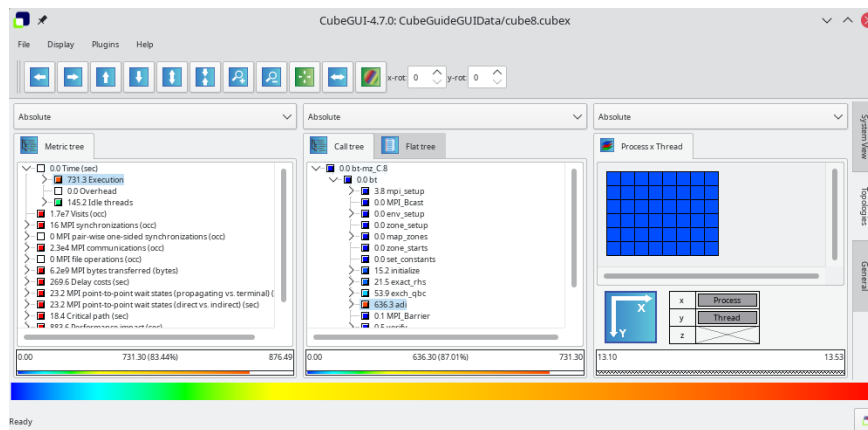 CubeGUI-4.7.0: CubeGuideGUIData/cube8.cubex
File Display Plugins Help
x-rot: 0 y-rot: 0
Absolute Absolute Absolute
Metric tree Call tree Flat tree Process x Thread
0.0 Time (sec)
731.3 Execution
0.0 Overhead
145.2 Idle threads
1.7e7 Visits (occ)
16 MPI synchronizations (occ)
0 MPI pair-wise one-sided synchronizations (occ)
2.3e4 MPI communications (occ)
0 MPI file operations (occ)
6.2e9 MPI bytes transferred (bytes)
269.6 Delay costs (sec)
23.2 MPI point-to-point wait states (propagating vs. terminal) (
23.2 MPI point-to-point wait states (direct vs. indirect) (sec)
18.4 Critical path (sec)
883.6 Performance impact (sec)
0.00 731.30 (83.44%) 876.49
0.0 bt-mz_C.8
0.0 bt
3.8 mpi_setup
0.0 MPI_Bcast
0.0 env_setup
0.0 zone_setup
0.0 map_zones
0.0 zone_starts
0.0 set_constants
15.2 initialize
21.5 exact_rhs
53.9 exch_qbc
636.3 adi
0.1 MPI_Barrier
0.5 verify
0.00 636.30 (87.01%) 731.30
X
Y
x Process
y Thread
z
13.10 13.53
System View
Topologies
General
Ready